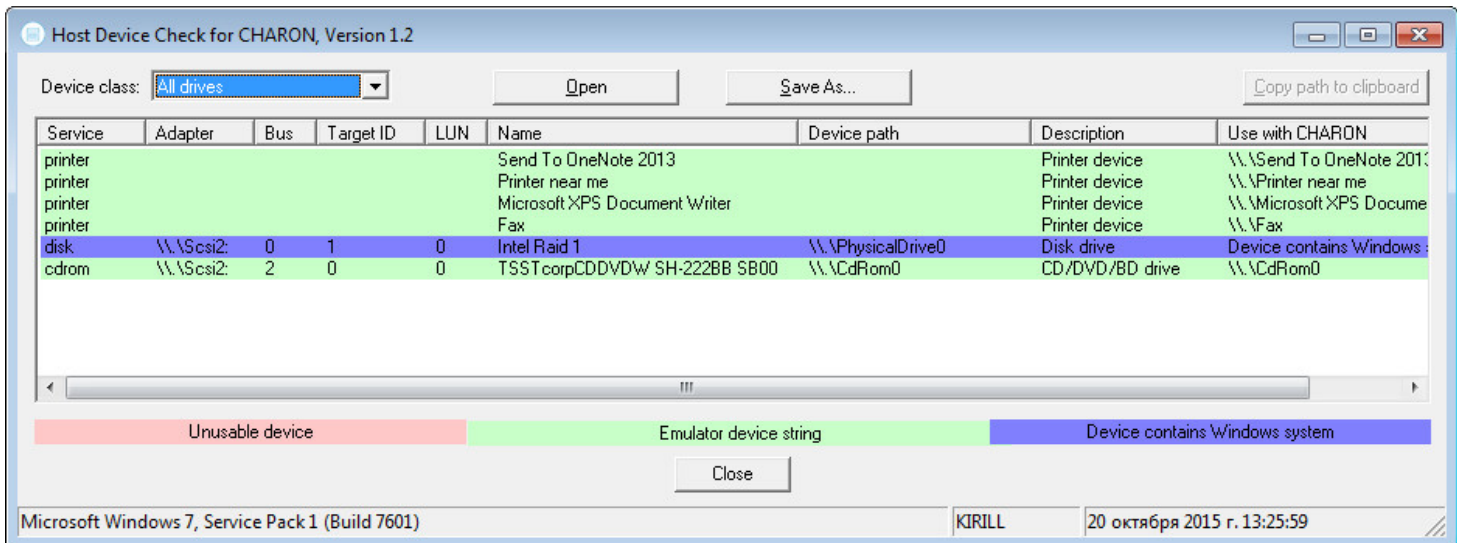 Host Device Check for CHARON, Version 1.2
Device class: All drives Open Save As... Copy path to clipboard
Service Adapter Bus Target ID LUN Name Device path Description Use with CHARON
printer Send To OneNote 2013 Printer device \\.\Send To OneNote 2013
printer Printer near me Printer device \\.\Printer near me
printer Microsoft XPS Document Writer Printer device \\.\Microsoft XPS Docume
printer Fax Printer device \\.\Fax
disk \\.\Scsi2: 0 1 0 Intel Raid 1 \\.\PhysicalDrive0 Disk drive Device contains Windows
cdrom \\.\Scsi2: 2 0 0 TSSTcorpCDDVDW SH-222BB SB00 \\.\CdRom0 CD/DVD/BD drive \\.\CdRom0
Unusable device Emulator device string Device contains Windows system
Close
Microsoft Windows 7, Service Pack 1 (Build 7601) KIRILL 20 октября 2015 г. 13:25:59